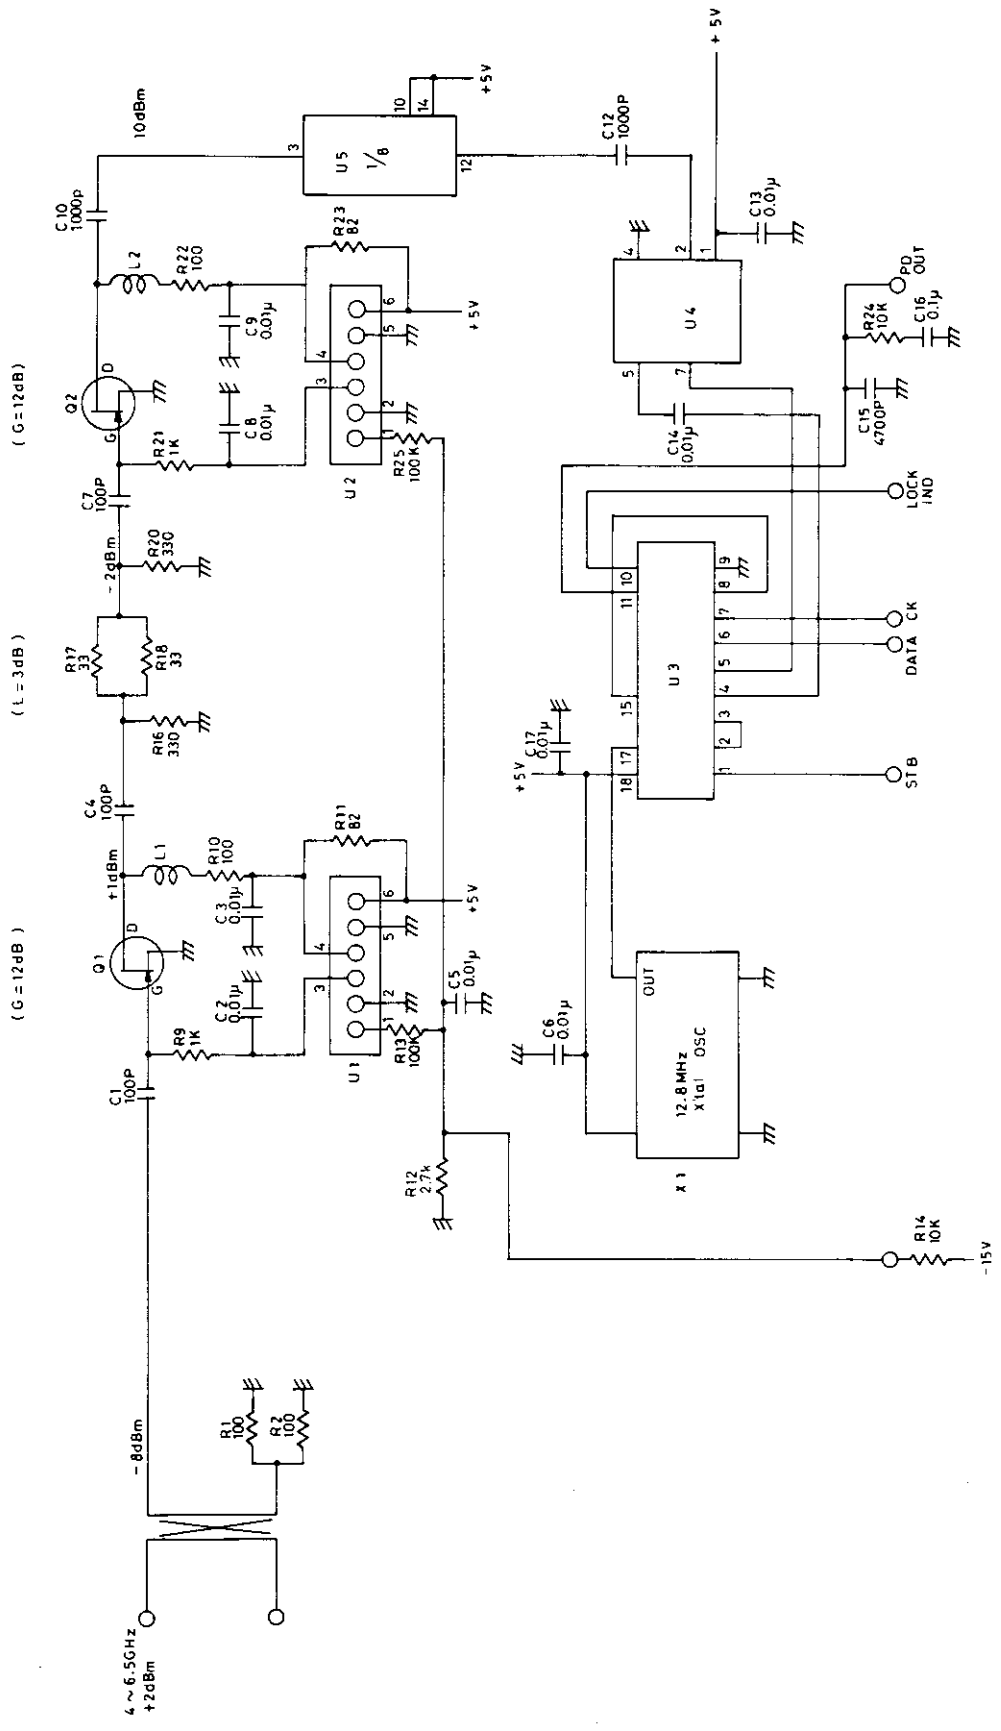 (G=12dB)
(L=3dB)
(G=12dB)
4~6.5GHz
+2dBm
-8dBm
R1
100
R2
100
C1
100P
R9
1K
C2
0.01μ
Q1
G
D
+1dBm
L1
R10
100
C3
0.01μ
R11
82
C4
100P
R16
330
R17
33
R18
33
-2dBm
R20
330
C7
100P
R21
1K
C8
0.01μ
Q2
G
D
L2
R22
100
C9
0.01μ
R23
82
C10
1000p
10dBm
3
U5
1/8
10
14
+5V
12
C12
1000P
U1
1
2
3
4
5
6
+5V
R13
100K
C5
0.01μ
R12
2.7k
U2
1
2
3
4
5
6
+5V
R25
100K
R14
10K
-15V
X1
12.8MHz
X'tal OSC
OUT
C6
0.01μ
+5V
C17
0.01μ
U3
18
17
15
11
10
1
2
3
4
5
6
7
8
9
STB
DATA
CK
LOCK
IND
C14
0.01μ
U4
5
7
4
2
1
+5V
C13
0.01μ
C15
4700P
R24
10K
C16
0.1μ
PD
OUT